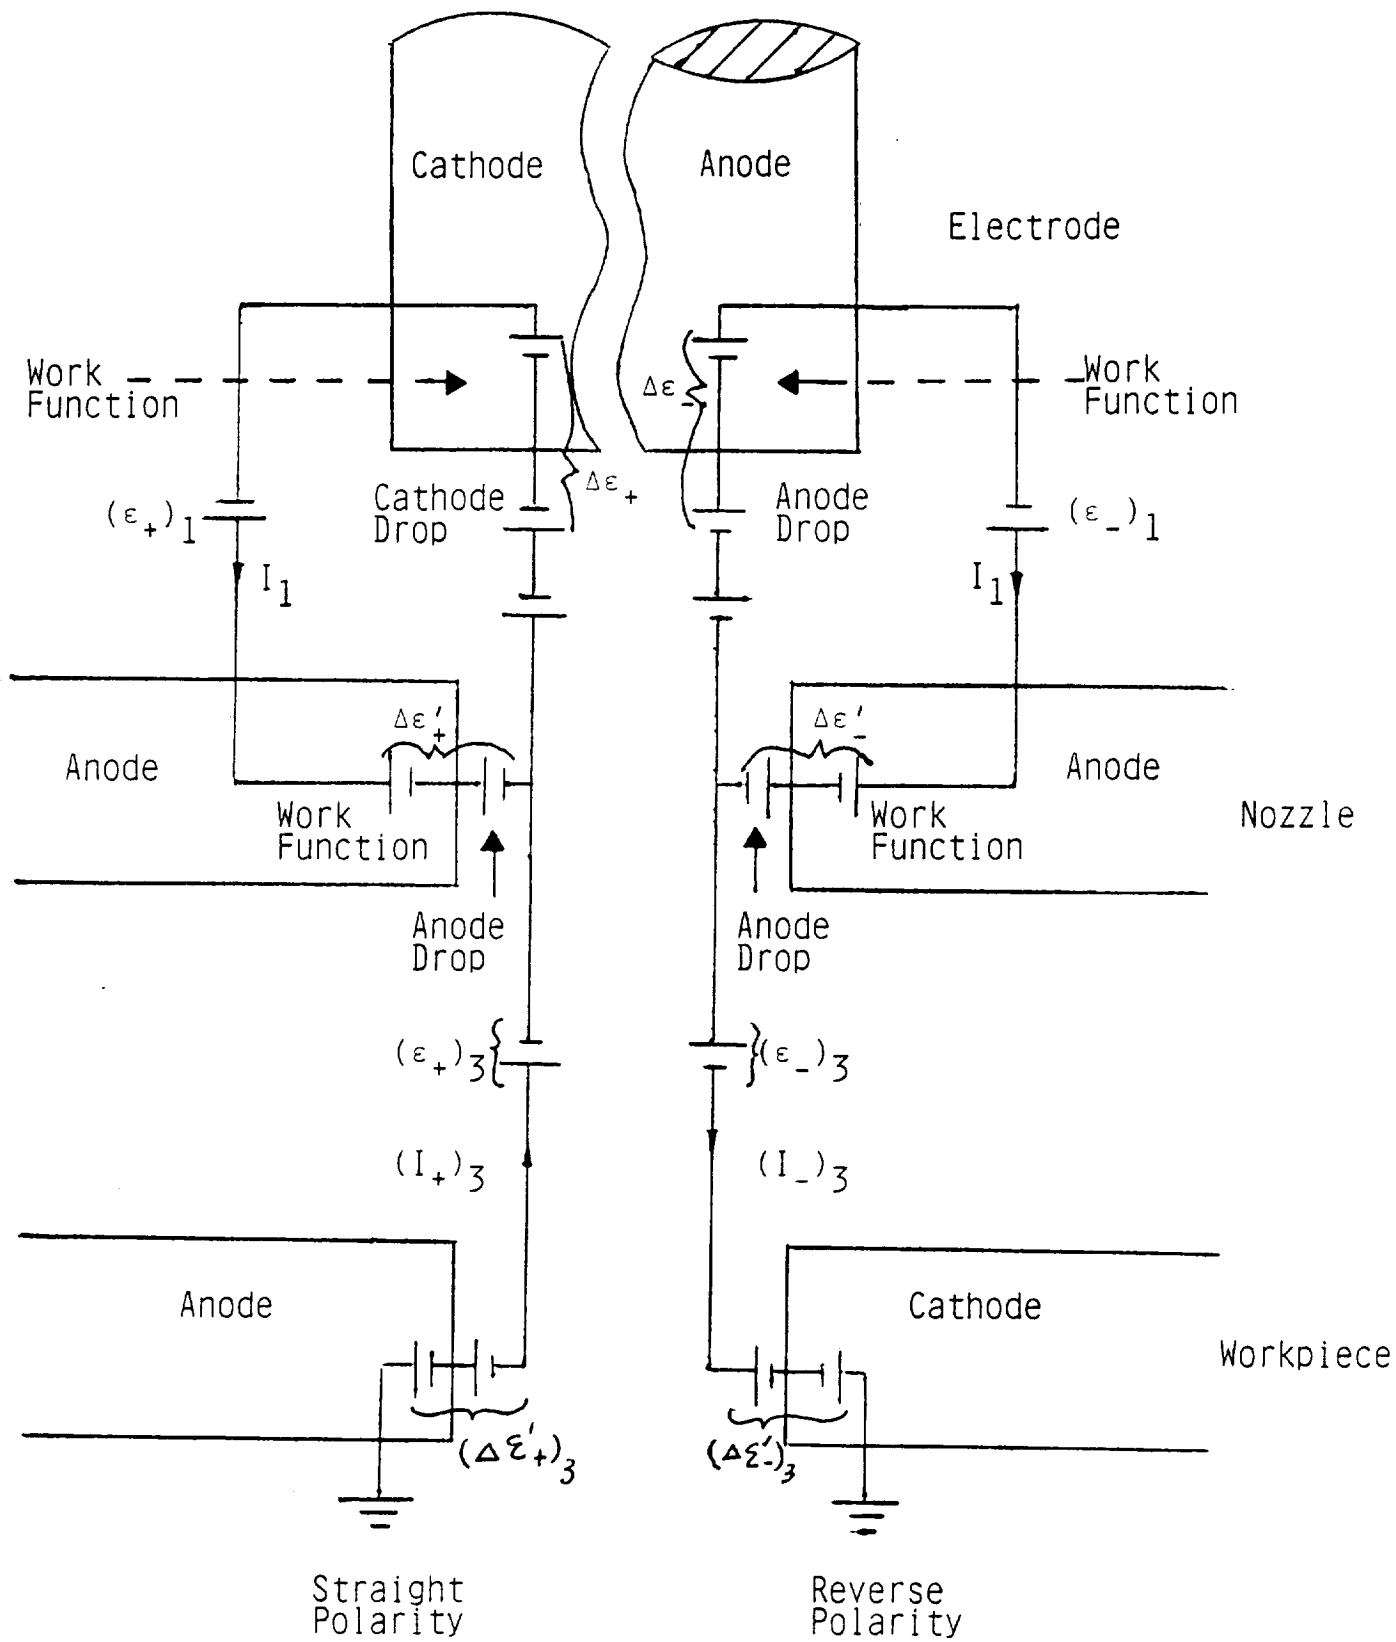 Cathode
Anode
Electrode
Work
Function
Δε_
Work
Function
(ε₊)₁
Cathode
Drop
Δε₊
Anode
Drop
(ε₋)₁
I₁
I₁
Δε′₊
Δε′₋
Anode
Anode
Work
Function
Work
Function
Nozzle
Anode
Drop
Anode
Drop
(ε₊)₃
(ε₋)₃
(I₊)₃
(I₋)₃
Anode
Cathode
Workpiece
(Δε′₊)₃
(Δε′₋)₃
Straight
Polarity
Reverse
Polarity